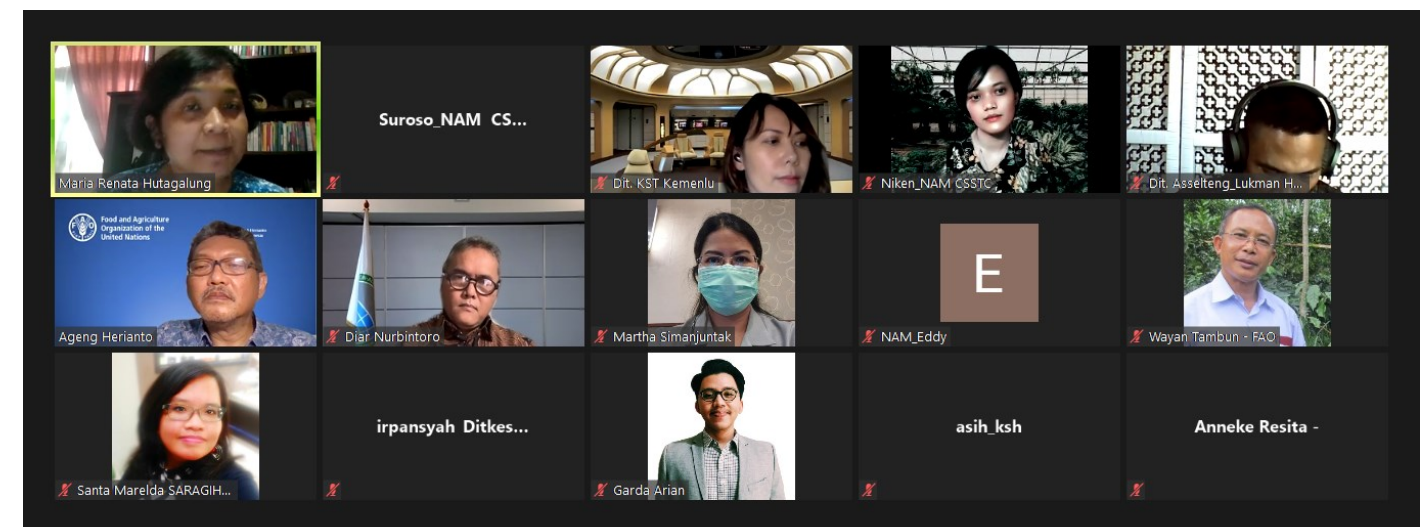 Maria Renata Hutagalung
Suroso_NAM CS...
Dit. KST Kemenlu
Niken_NAM CSSTC
Dit. Asselteng_Lukman H...
Food and Agriculture
Organization of the
United Nations
Ageng Herianto
Diar Nurbintoro
Martha Simanjuntak
E
NAM_Eddy
Wayan Tambun - FAO
Santa Marelda SARAGIH...
irpansyah Ditkes...
Garda Arian
asih_ksh
Anneke Resita -